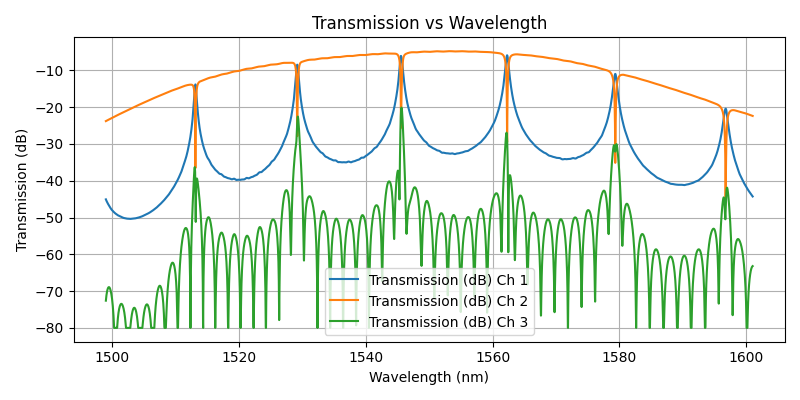 Transmission vs Wavelength
Transmission (dB)
−10
−20
−30
−40
−50
−60
−70
−80
Transmission (dB) Ch 1
Transmission (dB) Ch 2
Transmission (dB) Ch 3
1500
1520
1540
1560
1580
1600
Wavelength (nm)